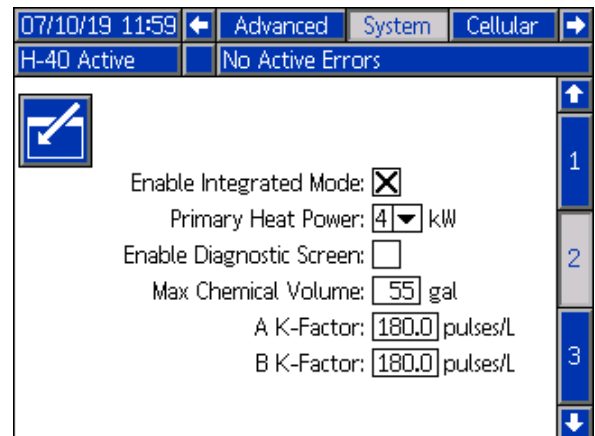 07/10/19 11:59 Advanced System Cellular
H-40 Active No Active Errors
1
Enable Integrated Mode:
Primary Heat Power: 4 kW
Enable Diagnostic Screen:
2
Max Chemical Volume: 55 gal
A K-Factor: 180.0 pulses/L
B K-Factor: 180.0 pulses/L
3